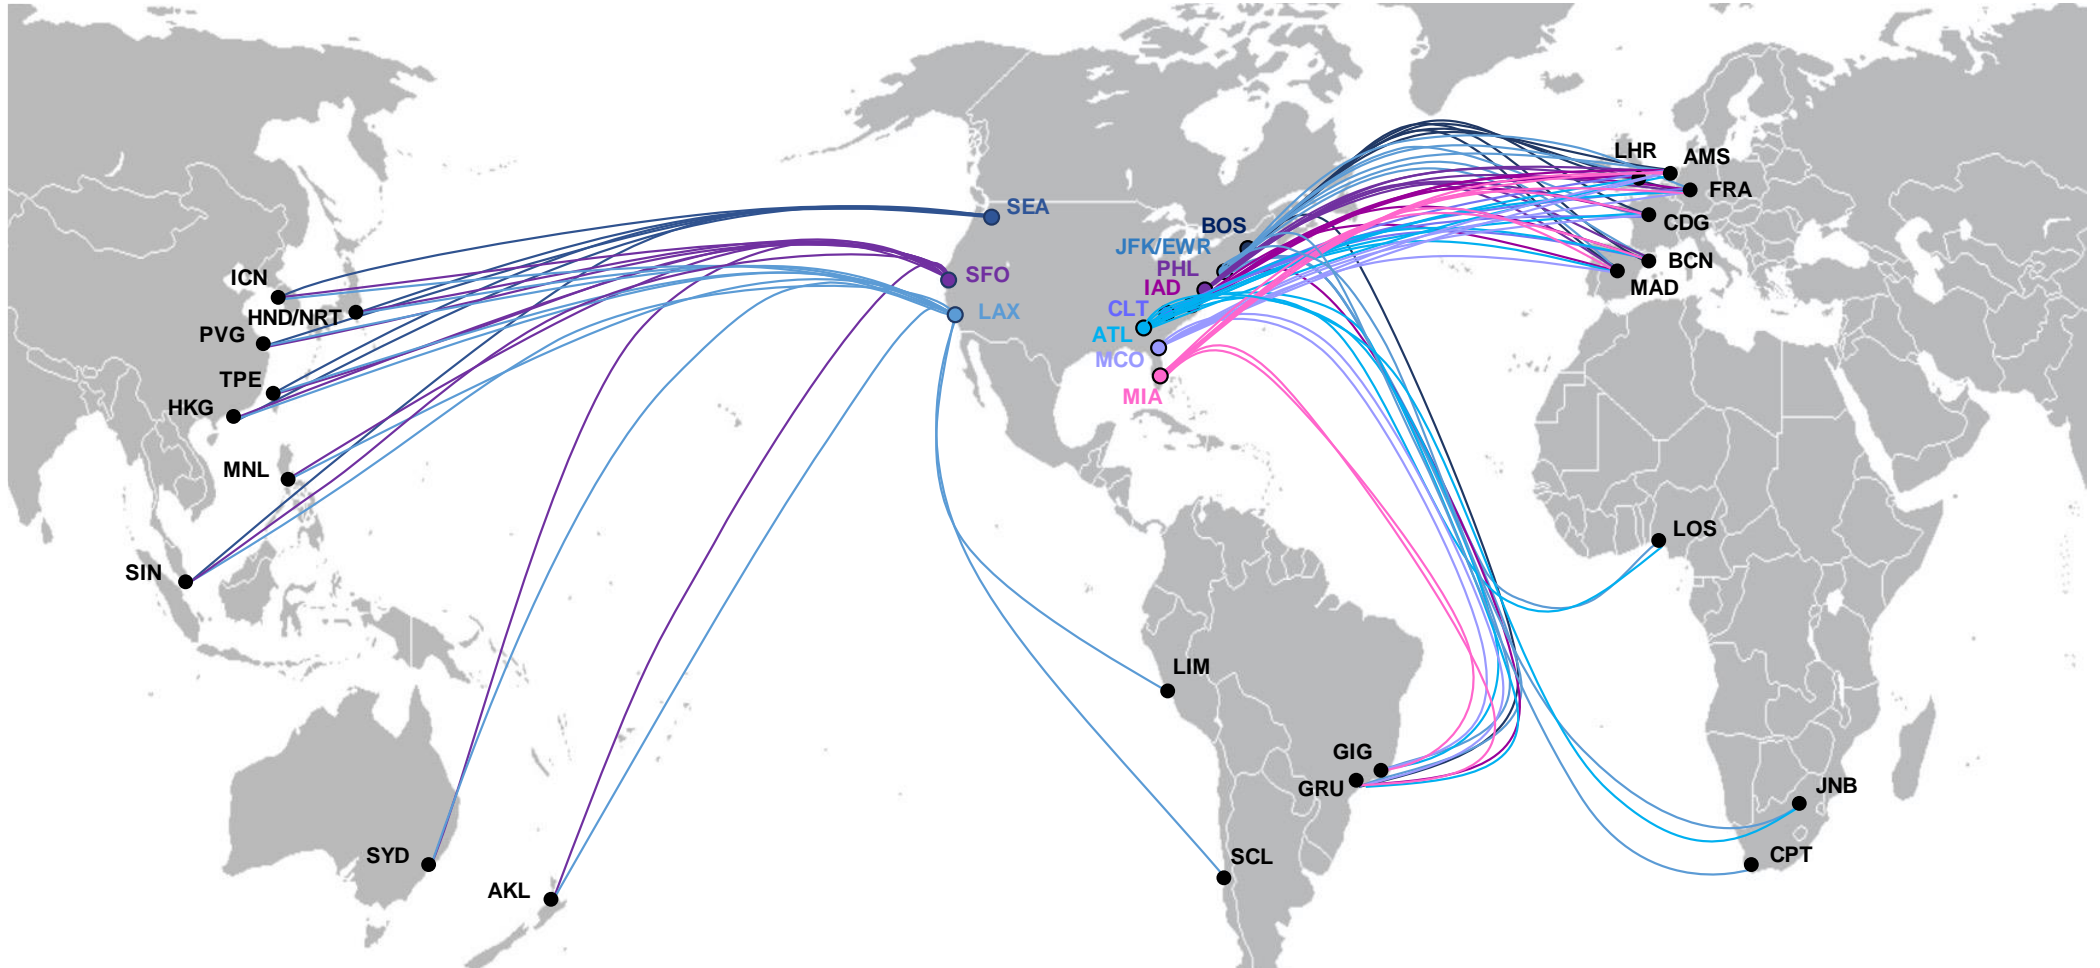 LHR
AMS
FRA
SEA
BOS
CDG
JFK/EWR
BCN
PHL
SFO
ICN
IAD
MAD
CLT
HND/NRT
LAX
PVG
ATL
MCO
TPE
MIA
HKG
MNL
LOS
SIN
LIM
GIG
JNB
GRU
SYD
SCL
CPT
AKL